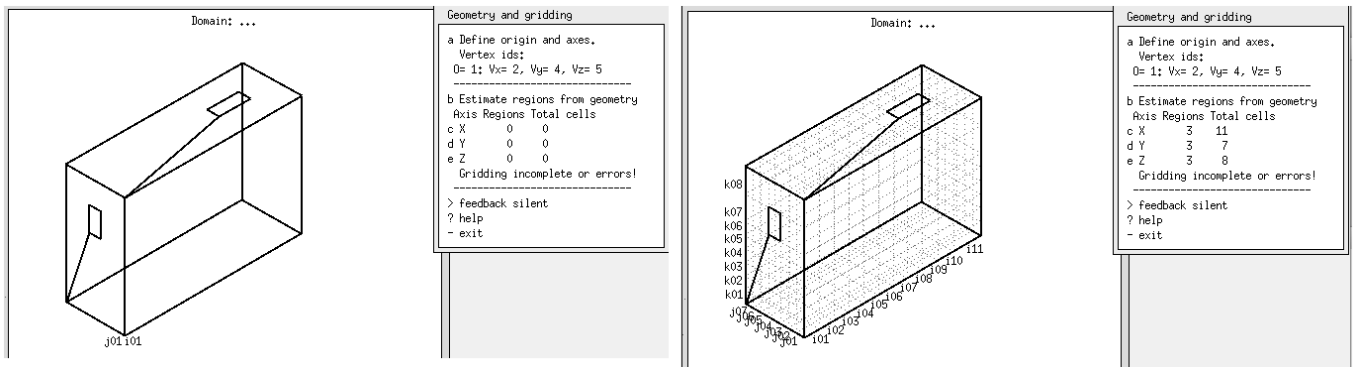 Domain: ...
j01 i01
Geometry and gridding
a Define origin and axes.
Vertex ids:
O= 1: Vx= 2, Vy= 4, Vz= 5
------------------------------
b Estimate regions from geometry
Axis Regions Total cells
c X 0 0
d Y 0 0
e Z 0 0
Gridding incomplete or errors!
------------------------------
> feedback silent
? help
- exit
Domain: ...
k08
k07
k06
k05
k04
k03
k02
k01
j07
j04
j01
i01
i02
i03
i04
i05
i06
i07
i08
i09
i10
i11
Geometry and gridding
a Define origin and axes.
Vertex ids:
O= 1: Vx= 2, Vy= 4, Vz= 5
------------------------------
b Estimate regions from geometry
Axis Regions Total cells
c X 3 11
d Y 3 7
e Z 3 8
Gridding incomplete or errors!
------------------------------
> feedback silent
? help
- exit